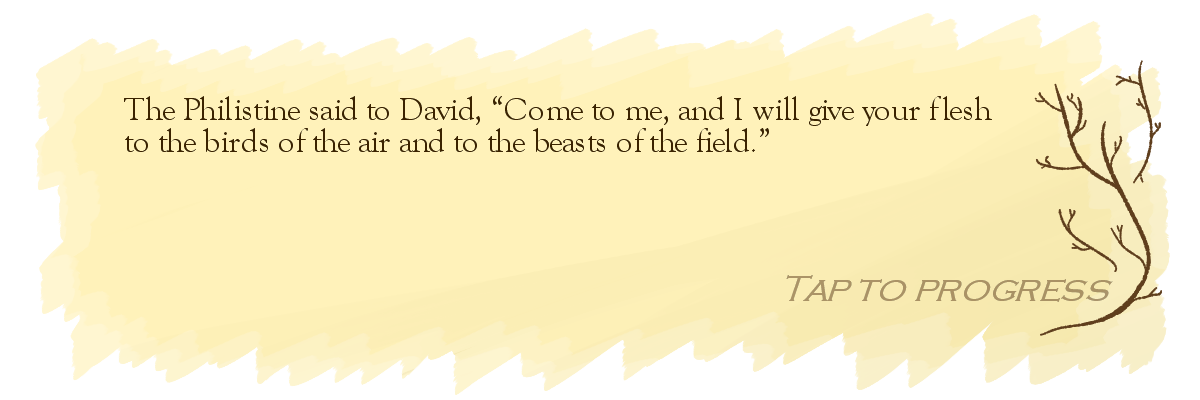 The Philistine said to David, “Come to me, and I will give your flesh
to the birds of the air and to the beasts of the field.”
Tap to progress